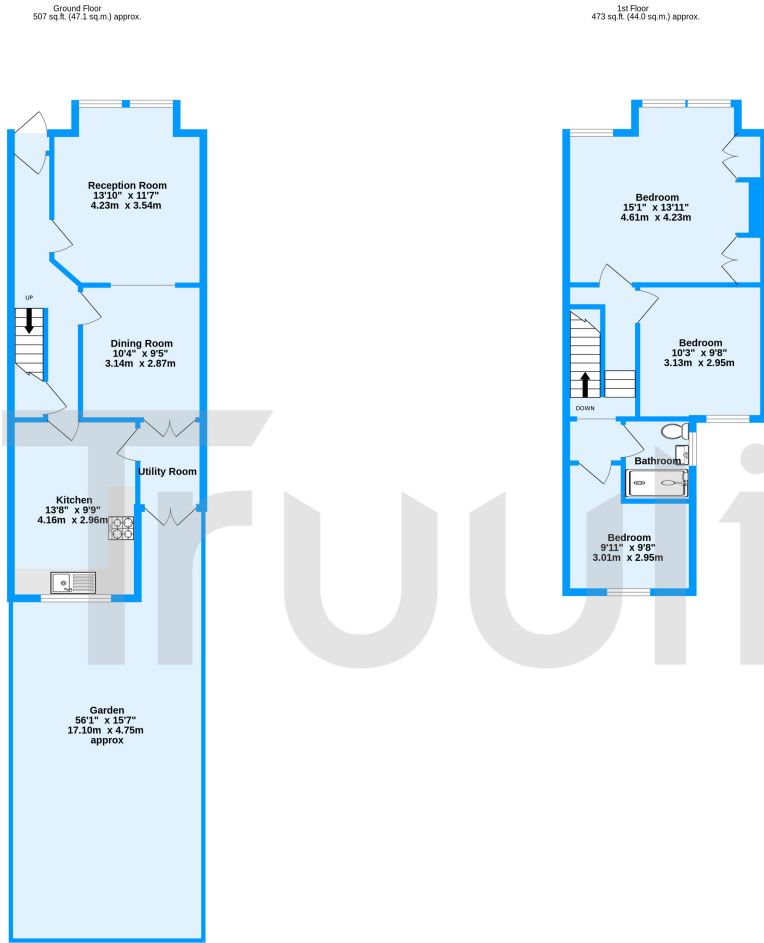 Ground Floor
507 sq.ft. (47.1 sq.m.) approx.
1st Floor
473 sq.ft. (44.0 sq.m.) approx.
Reception Room
13'10" x 11'7"
4.23m x 3.54m
UP
Dining Room
10'4" x 9'5"
3.14m x 2.87m
Utility Room
Kitchen
13'8" x 9'9"
4.16m x 2.96m
Garden
56'1" x 15'7"
17.10m x 4.75m
approx
Bedroom
15'1" x 13'11"
4.61m x 4.23m
Bedroom
10'3" x 9'8"
3.13m x 2.95m
DOWN
Bathroom
Bedroom
9'11" x 9'8"
3.01m x 2.95m
Truuli